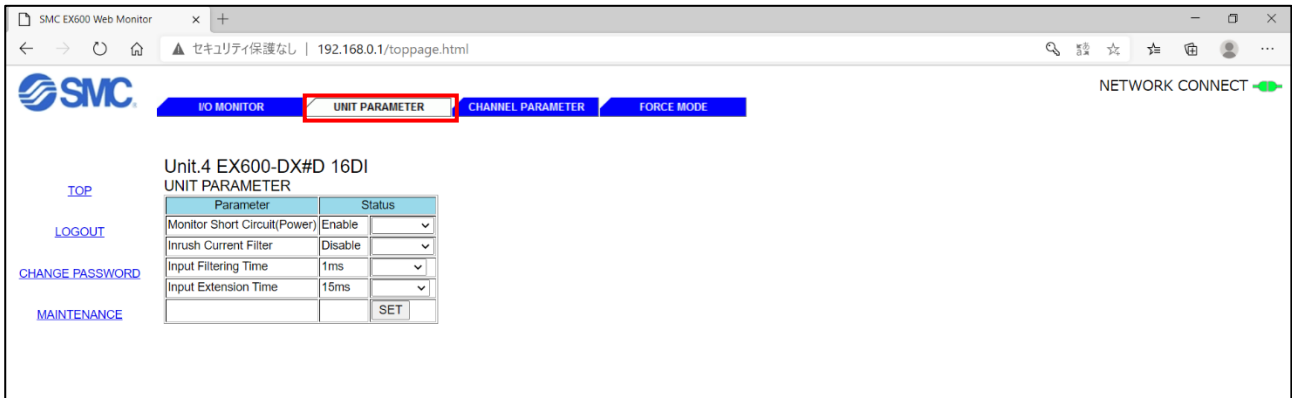 SMC EX600 Web Monitor
セキュリティ保護なし | 192.168.0.1/toppage.html
SMC.
NETWORK CONNECT
I/O MONITOR UNIT PARAMETER CHANNEL PARAMETER FORCE MODE
Unit.4 EX600-DX#D 16DI
UNIT PARAMETER
TOP
LOGOUT
CHANGE PASSWORD
MAINTENANCE
Parameter Status
Monitor Short Circuit(Power) Enable
Inrush Current Filter Disable
Input Filtering Time 1ms
Input Extension Time 15ms
SET